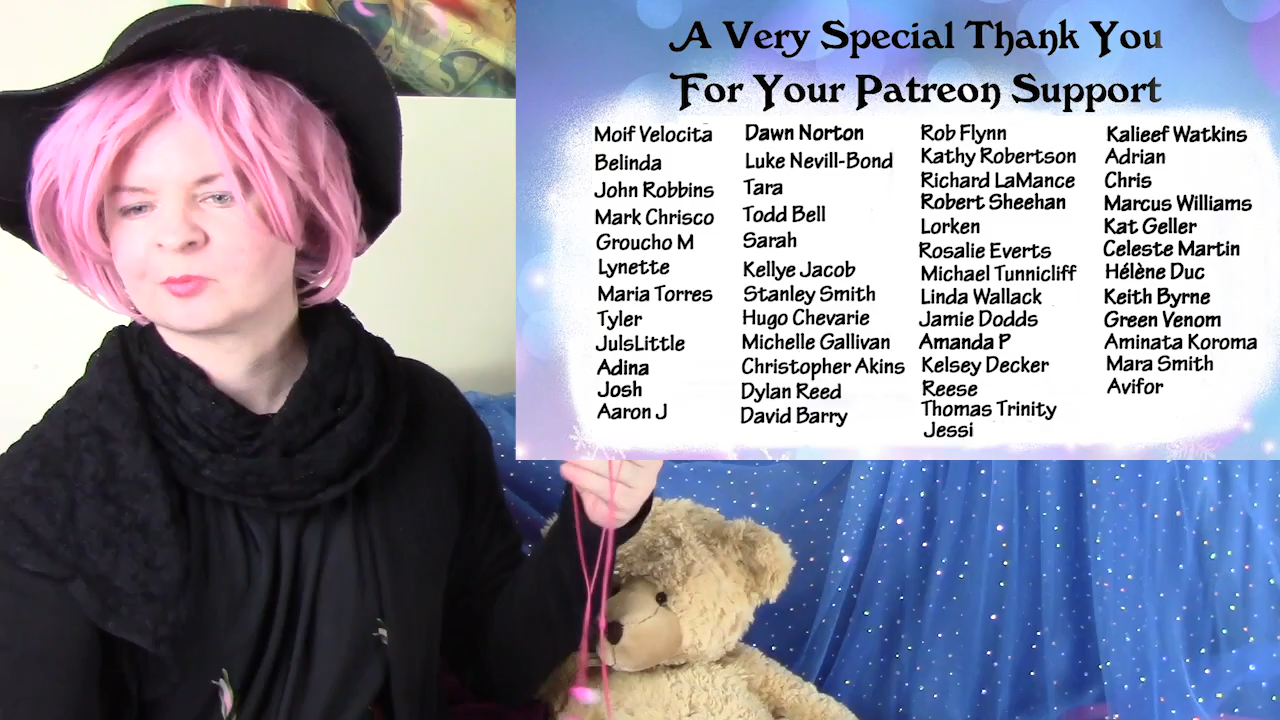 A Very Special Thank You
For Your Patreon Support
Moif Velocita
Belinda
John Robbins
Mark Chrisco
Groucho M
Lynette
Maria Torres
Tyler
JulsLittle
Adina
Josh
Aaron J
Dawn Norton
Luke Nevill-Bond
Tara
Todd Bell
Sarah
Kellye Jacob
Stanley Smith
Hugo Chevarie
Michelle Gallivan
Christopher Akins
Dylan Reed
David Barry
Rob Flynn
Kathy Robertson
Richard LaMance
Robert Sheehan
Lorken
Rosalie Everts
Michael Tunnicliff
Linda Wallack
Jamie Dodds
Amanda P
Kelsey Decker
Reese
Thomas Trinity
Jessi
Kalieef Watkins
Adrian
Chris
Marcus Williams
Kat Geller
Celeste Martin
Hélène Duc
Keith Byrne
Green Venom
Aminata Koroma
Mara Smith
Avifor